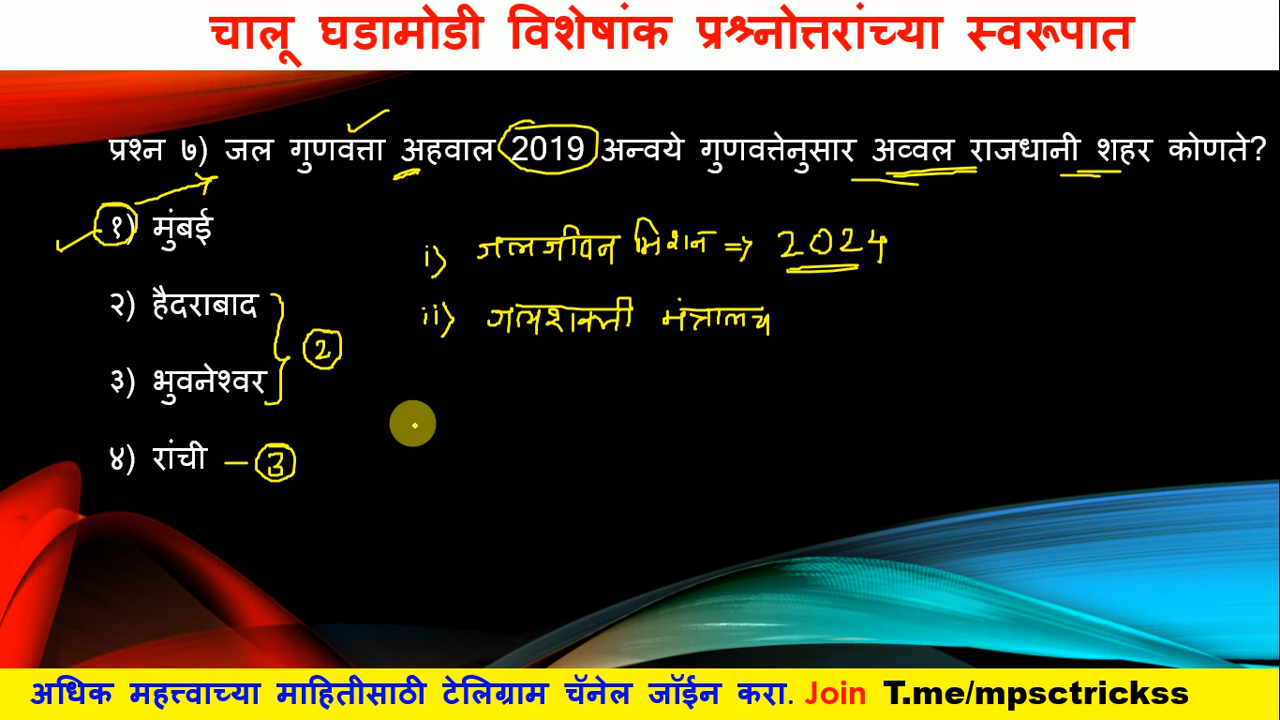 चालू घडामोडी विशेषांक प्रश्नोत्तरांच्या स्वरूपात
प्रश्न ७) जल गुणवत्ता अहवाल 2019 अन्वये गुणवत्तेनुसार अव्वल राजधानी शहर कोणते?
१) मुंबई
i) जलजीवन मिशन ⇒ 2024
२) हैदराबाद
ii) जलशक्ती मंत्रालय
2
३) भुवनेश्वर
४) रांची – 3
अधिक महत्त्वाच्या माहितीसाठी टेलिग्राम चॅनेल जॉईन करा. Join T.me/mpsctrickss